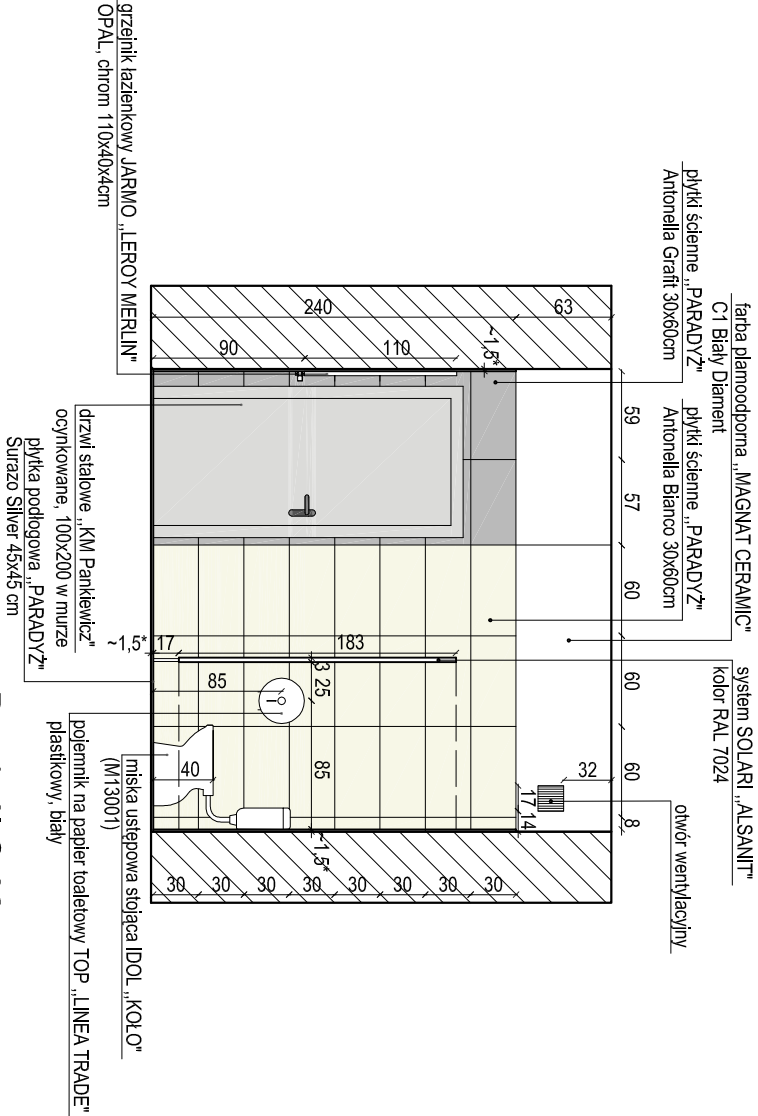 farba plamoodporna „MAGNAT CERAMIC"
C1 Biały Diament
system SOLARI „ALSANIT"
kolor RAL 7024
płytki ścienne „PARADYŻ"
Antonella Grafit 30x60cm
płytki ścienne „PARADYŻ"
Antonella Bianco 30x60cm
otwór wentylacyjny
59 57 60 60 60 8
63
240
32
17 14
~1,5*
110
90
183
17
~1,5*
3 25 85
~1,5*
85
40
30
30
30
30
30
30
30
30
grzejnik łazienkowy JARMO „LEROY MERLIN"
OPAL, chrom 110x40x4cm
miska ustępowa stojąca IDOL „KOŁO"
(M13001)
drzwi stalowe „KM Pankiewicz"
ocynkowane, 100x200 w murze
pojemnik na papier toaletowy TOP „LINEA TRADE"
plastikowy, biały
płytka podłogowa „PARADYŻ"
Surazo Silver 45x45 cm